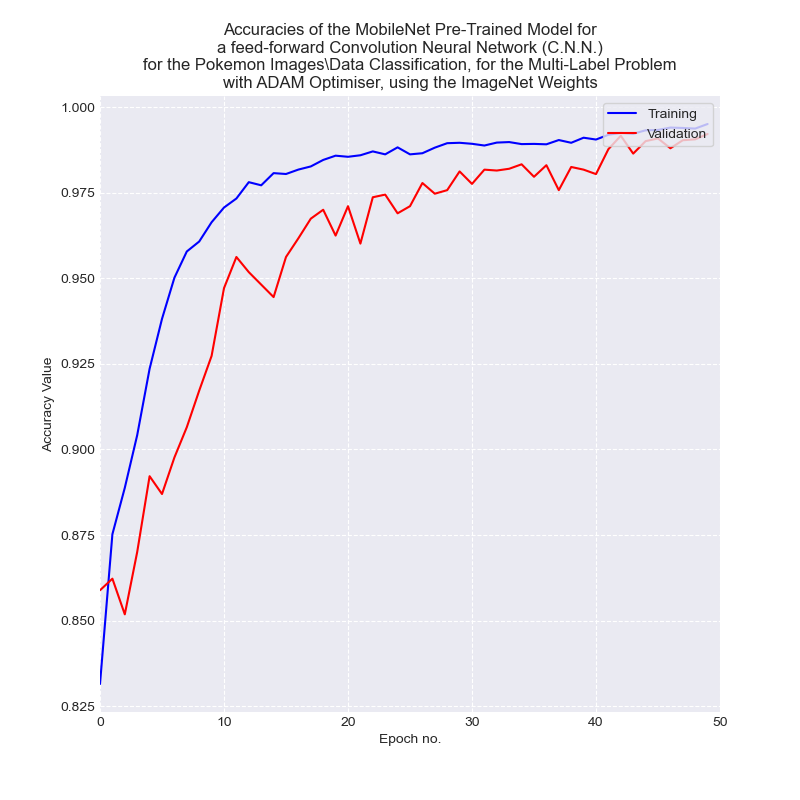 Accuracies of the MobileNet Pre-Trained Model for
a feed-forward Convolution Neural Network (C.N.N.)
for the Pokemon Images\Data Classification, for the Multi-Label Problem
with ADAM Optimiser, using the ImageNet Weights
Training
Validation
1.000
0.975
0.950
0.925
0.900
0.875
0.850
0.825
Accuracy Value
0 10 20 30 40 50
Epoch no.